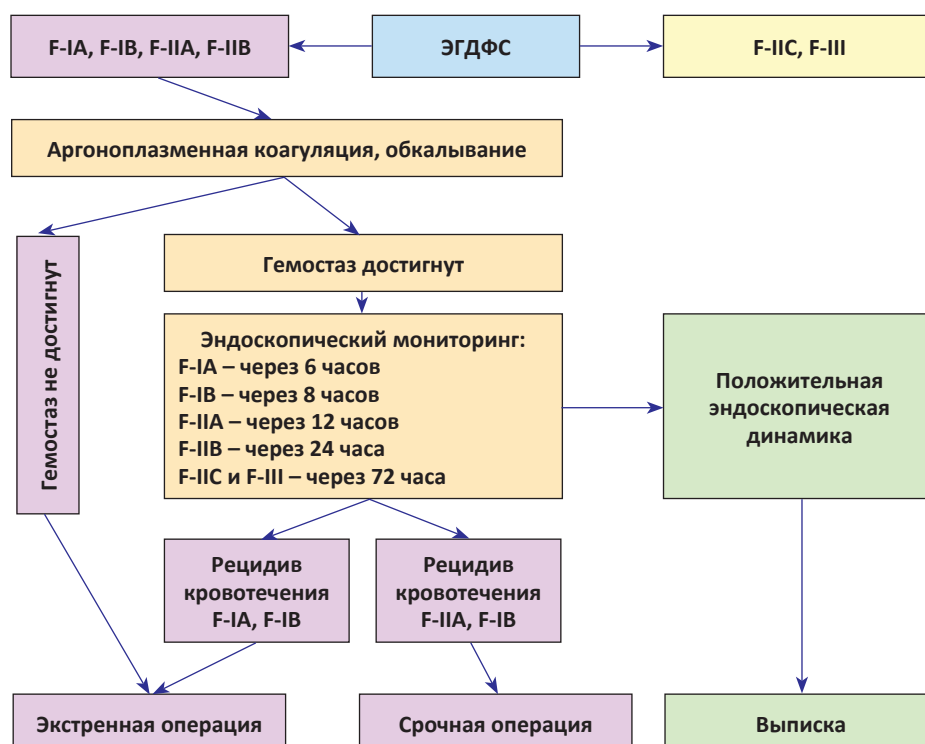 F-IA, F-IB, F-IIA, F-IIB
ЭГДФС
F-IIC, F-III
Аргоноплазменная коагуляция, обкалывание
Гемостаз не достигнут
Гемостаз достигнут
Эндоскопический мониторинг:
F-IA – через 6 часов
F-IB – через 8 часов
F-IIA – через 12 часов
F-IIB – через 24 часа
F-IIC и F-III – через 72 часа
Положительная
эндоскопическая
динамика
Рецидив
кровотечения
F-IA, F-IB
Рецидив
кровотечения
F-IIA, F-IB
Экстренная операция
Срочная операция
Выписка